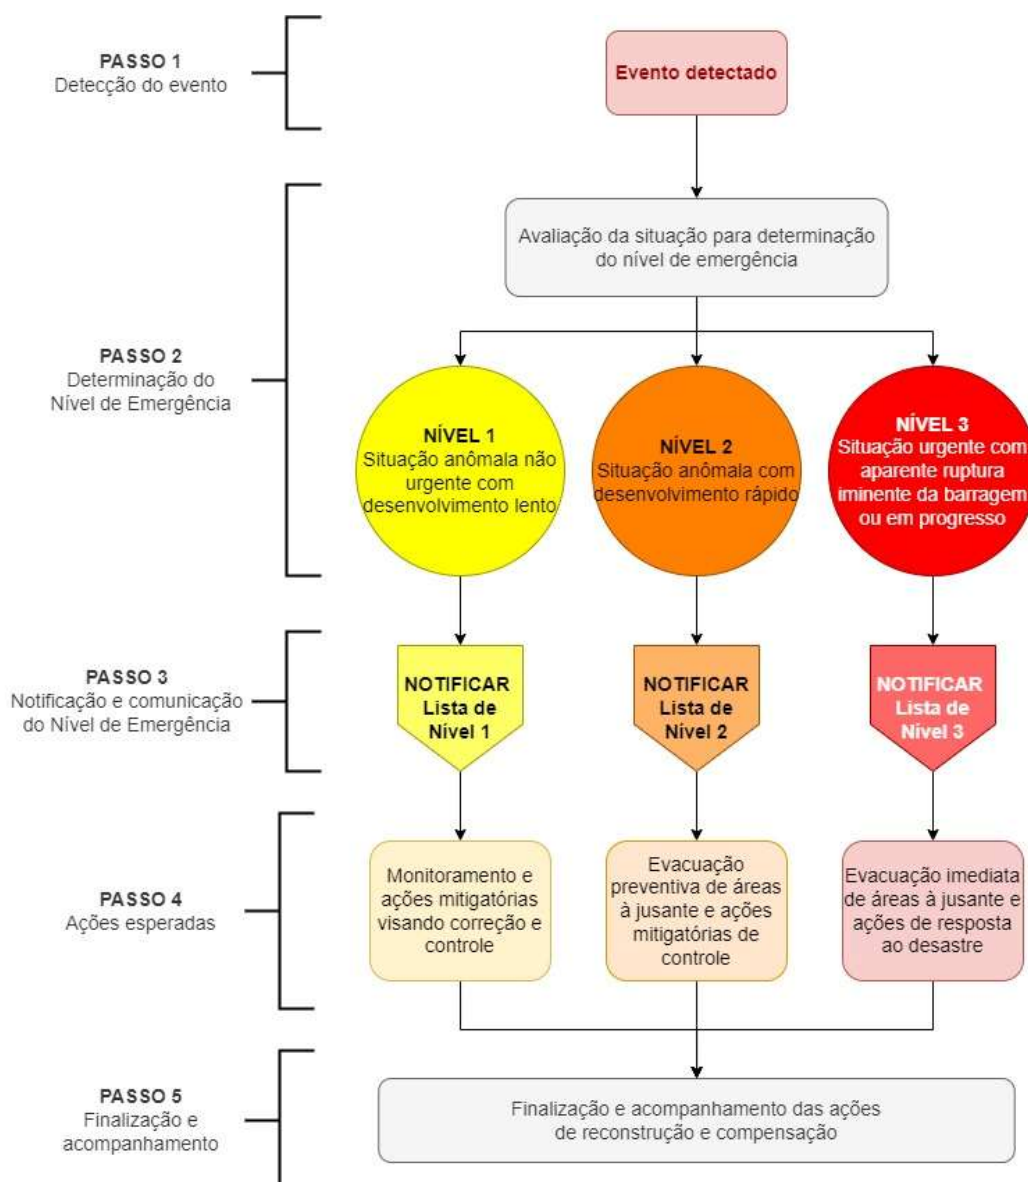 PASSO 1
Detecção do evento
Evento detectado
Avaliação da situação para determinação
do nível de emergência
PASSO 2
Determinação do
Nível de Emergência
NÍVEL 1
Situação anômala não
urgente com
desenvolvimento lento
NÍVEL 2
Situação anômala com
desenvolvimento rápido
NÍVEL 3
Situação urgente com
aparente ruptura
iminente da barragem
ou em progresso
PASSO 3
Notificação e comunicação
do Nível de Emergência
NOTIFICAR
Lista de
Nível 1
NOTIFICAR
Lista de
Nível 2
NOTIFICAR
Lista de
Nível 3
PASSO 4
Ações esperadas
Monitoramento e
ações mitigatórias
visando correção e
controle
Evacuação
preventiva de áreas
à jusante e ações
mitigatórias de
controle
Evacuação imediata
de áreas à jusante e
ações de resposta
ao desastre
PASSO 5
Finalização e
acompanhamento
Finalização e acompanhamento das ações
de reconstrução e compensação